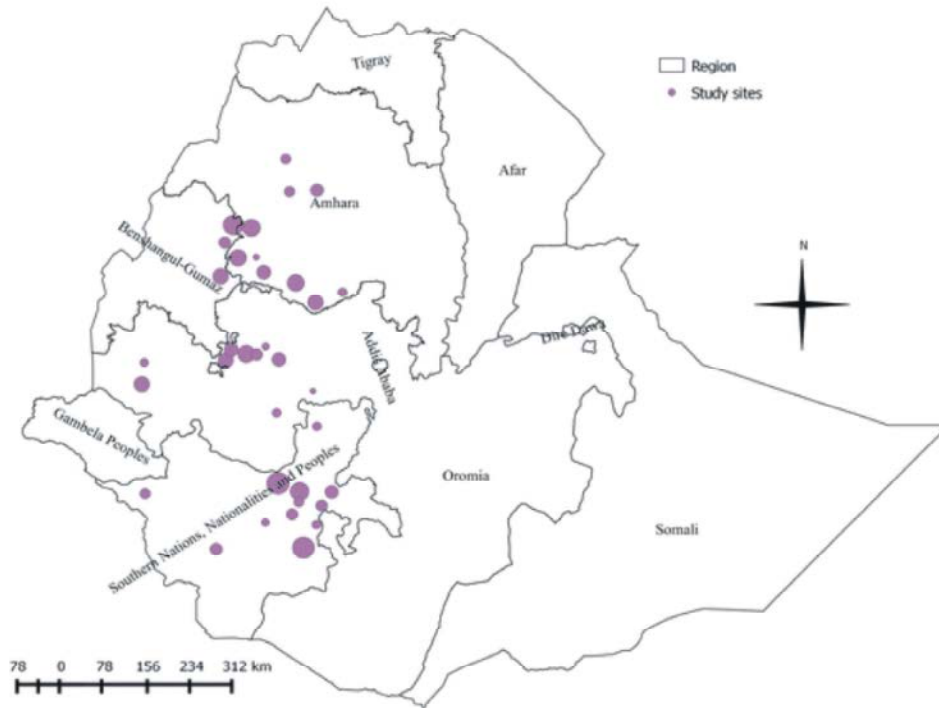 Tigray
Region
Study sites
Afar
Amhara
Benshangul-Gumaz
N
Dire Dawa
Addis Ababa
Gambela Peoples
Oromia
Southern Nations, Nationalities and Peoples
Somali
78 0 78 156 234 312 km